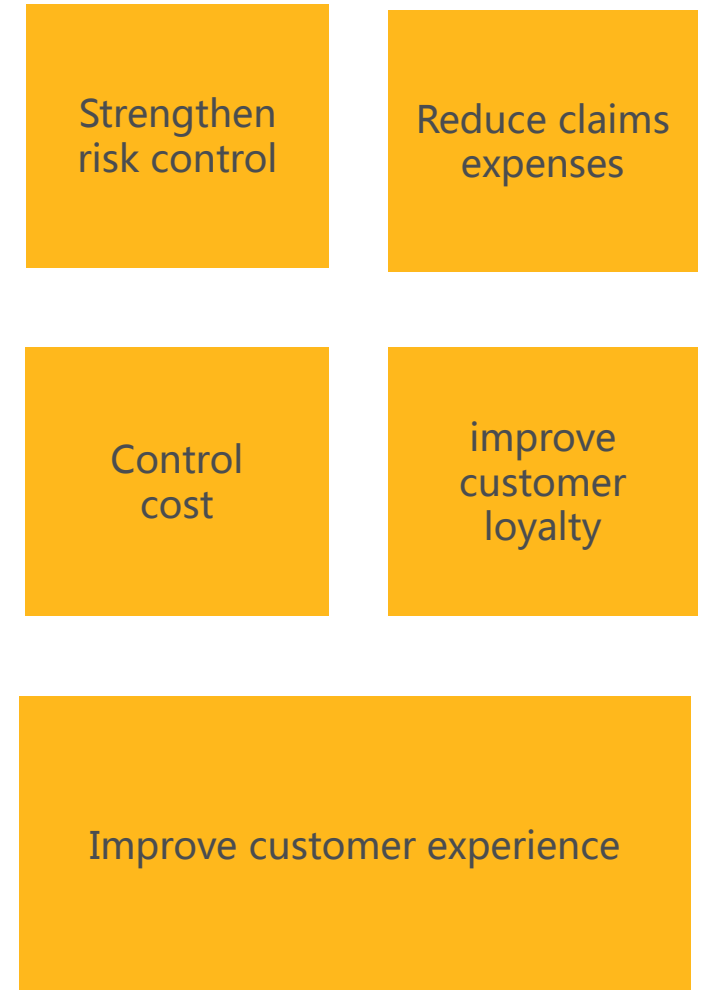 Strengthen
risk control
Reduce claims
expenses
Control
cost
improve
customer
loyalty
Improve customer experience